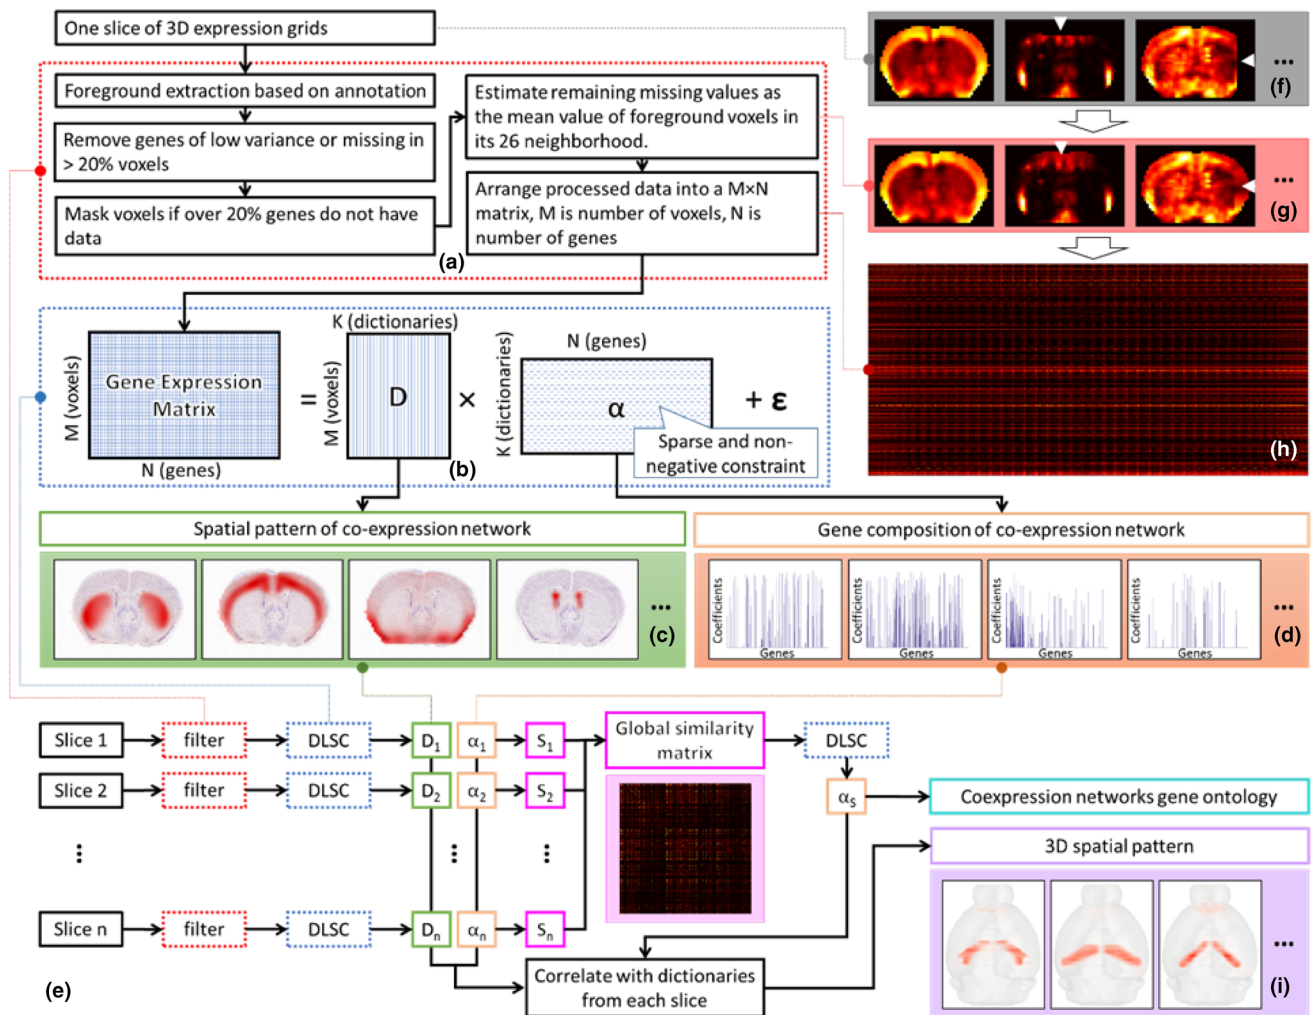 One slice of 3D expression grids
Foreground extraction based on annotation
Remove genes of low variance or missing in
> 20% voxels
Mask voxels if over 20% genes do not have
data
Estimate remaining missing values as
the mean value of foreground voxels in
its 26 neighborhood.
Arrange processed data into a M×N
matrix, M is number of voxels, N is
number of genes
(a)
...
(f)
...
(g)
(h)
M (voxels)
Gene Expression
Matrix
N (genes)
=
K (dictionaries)
M (voxels)
D
×
K (dictionaries)
N (genes)
α
+ ε
Sparse and non-
negative constraint
(b)
Spatial pattern of co-expression network
...
(c)
Gene composition of co-expression network
Coefficients
Genes
Coefficients
Genes
Coefficients
Genes
Coefficients
Genes
...
(d)
Slice 1
filter
DLSC
D1
α1
S1
Global similarity
matrix
DLSC
Slice 2
filter
DLSC
D2
α2
S2
αS
Coexpression networks gene ontology
...
...
...
3D spatial pattern
Slice n
filter
DLSC
Dn
αn
Sn
Correlate with dictionaries
from each slice
...
(e)
(i)